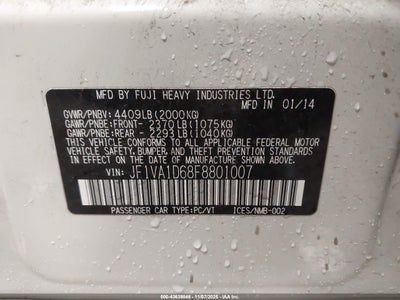 MFD BY FUJI HEAVY INDUSTRIES LTD.
MFD IN 01/14
GVWR/PNBV: 4409LB(2000KG)
GAWR/PNBE: FRONT- 2370LB(1075KG)
GAWR/PNBE: REAR - 2293LB(1040KG)
THIS VEHICLE CONFORMS TO ALL APPLICABLE FEDERAL MOTOR
VEHICLE SAFETY, BUMPER, AND THEFT PREVENTION STANDARDS
IN EFFECT ON THE DATE OF MANUFACTURE SHOWN ABOVE.
VIN: JF1VA1D68F8801007
PASSENGER CAR TYPE:PC/VT ICES/NMB-002
000-43638646 - 11/07/2025 - IAA Inc.